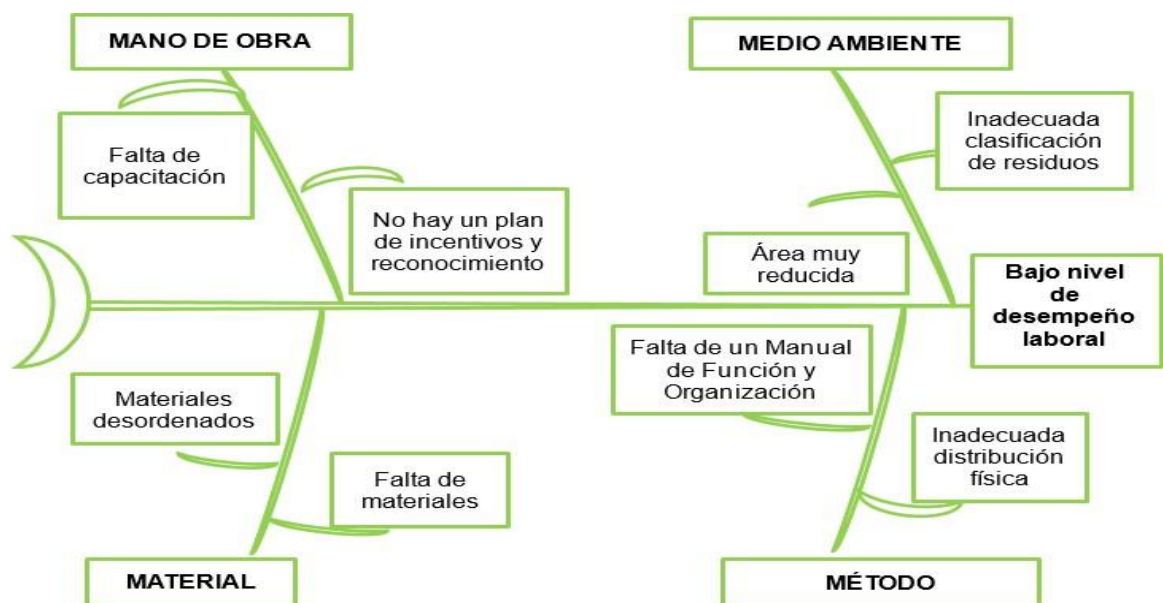 MANO DE OBRA
MEDIO AMBIENTE
Falta de
capacitación
No hay un plan
de incentivos y
reconocimiento
Inadecuada
clasificación
de residuos
Área muy
reducida
Bajo nivel
de
desempeño
laboral
Materiales
desordenados
Falta de
materiales
Falta de un Manual
de Función y
Organización
Inadecuada
distribución
física
MATERIAL
MÉTODO